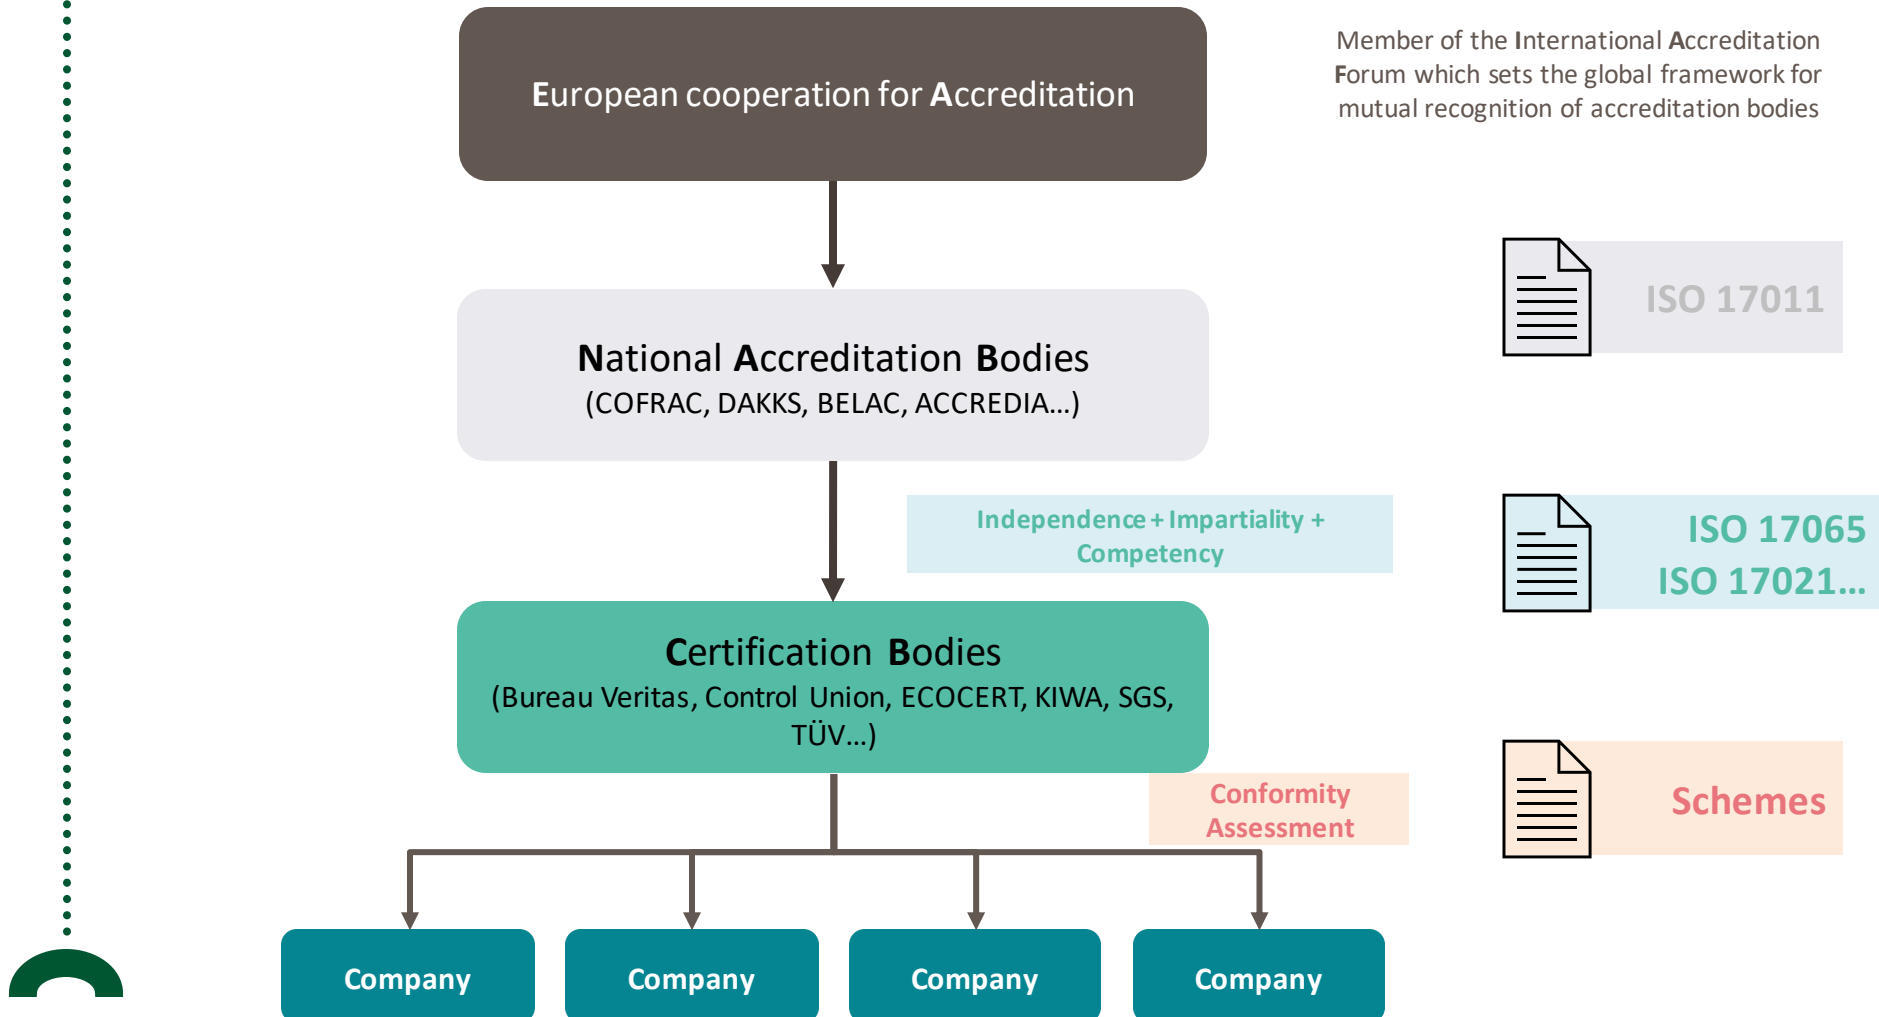 European cooperation for Accreditation
Member of the International Accreditation
Forum which sets the global framework for
mutual recognition of accreditation bodies
ISO 17011
National Accreditation Bodies
(COFRAC, DAKKS, BELAC, ACCREDIA...)
Independence + Impartiality +
Competency
ISO 17065
ISO 17021...
Certification Bodies
(Bureau Veritas, Control Union, ECOCERT, KIWA, SGS,
TÜV...)
Conformity
Assessment
Schemes
Company
Company
Company
Company